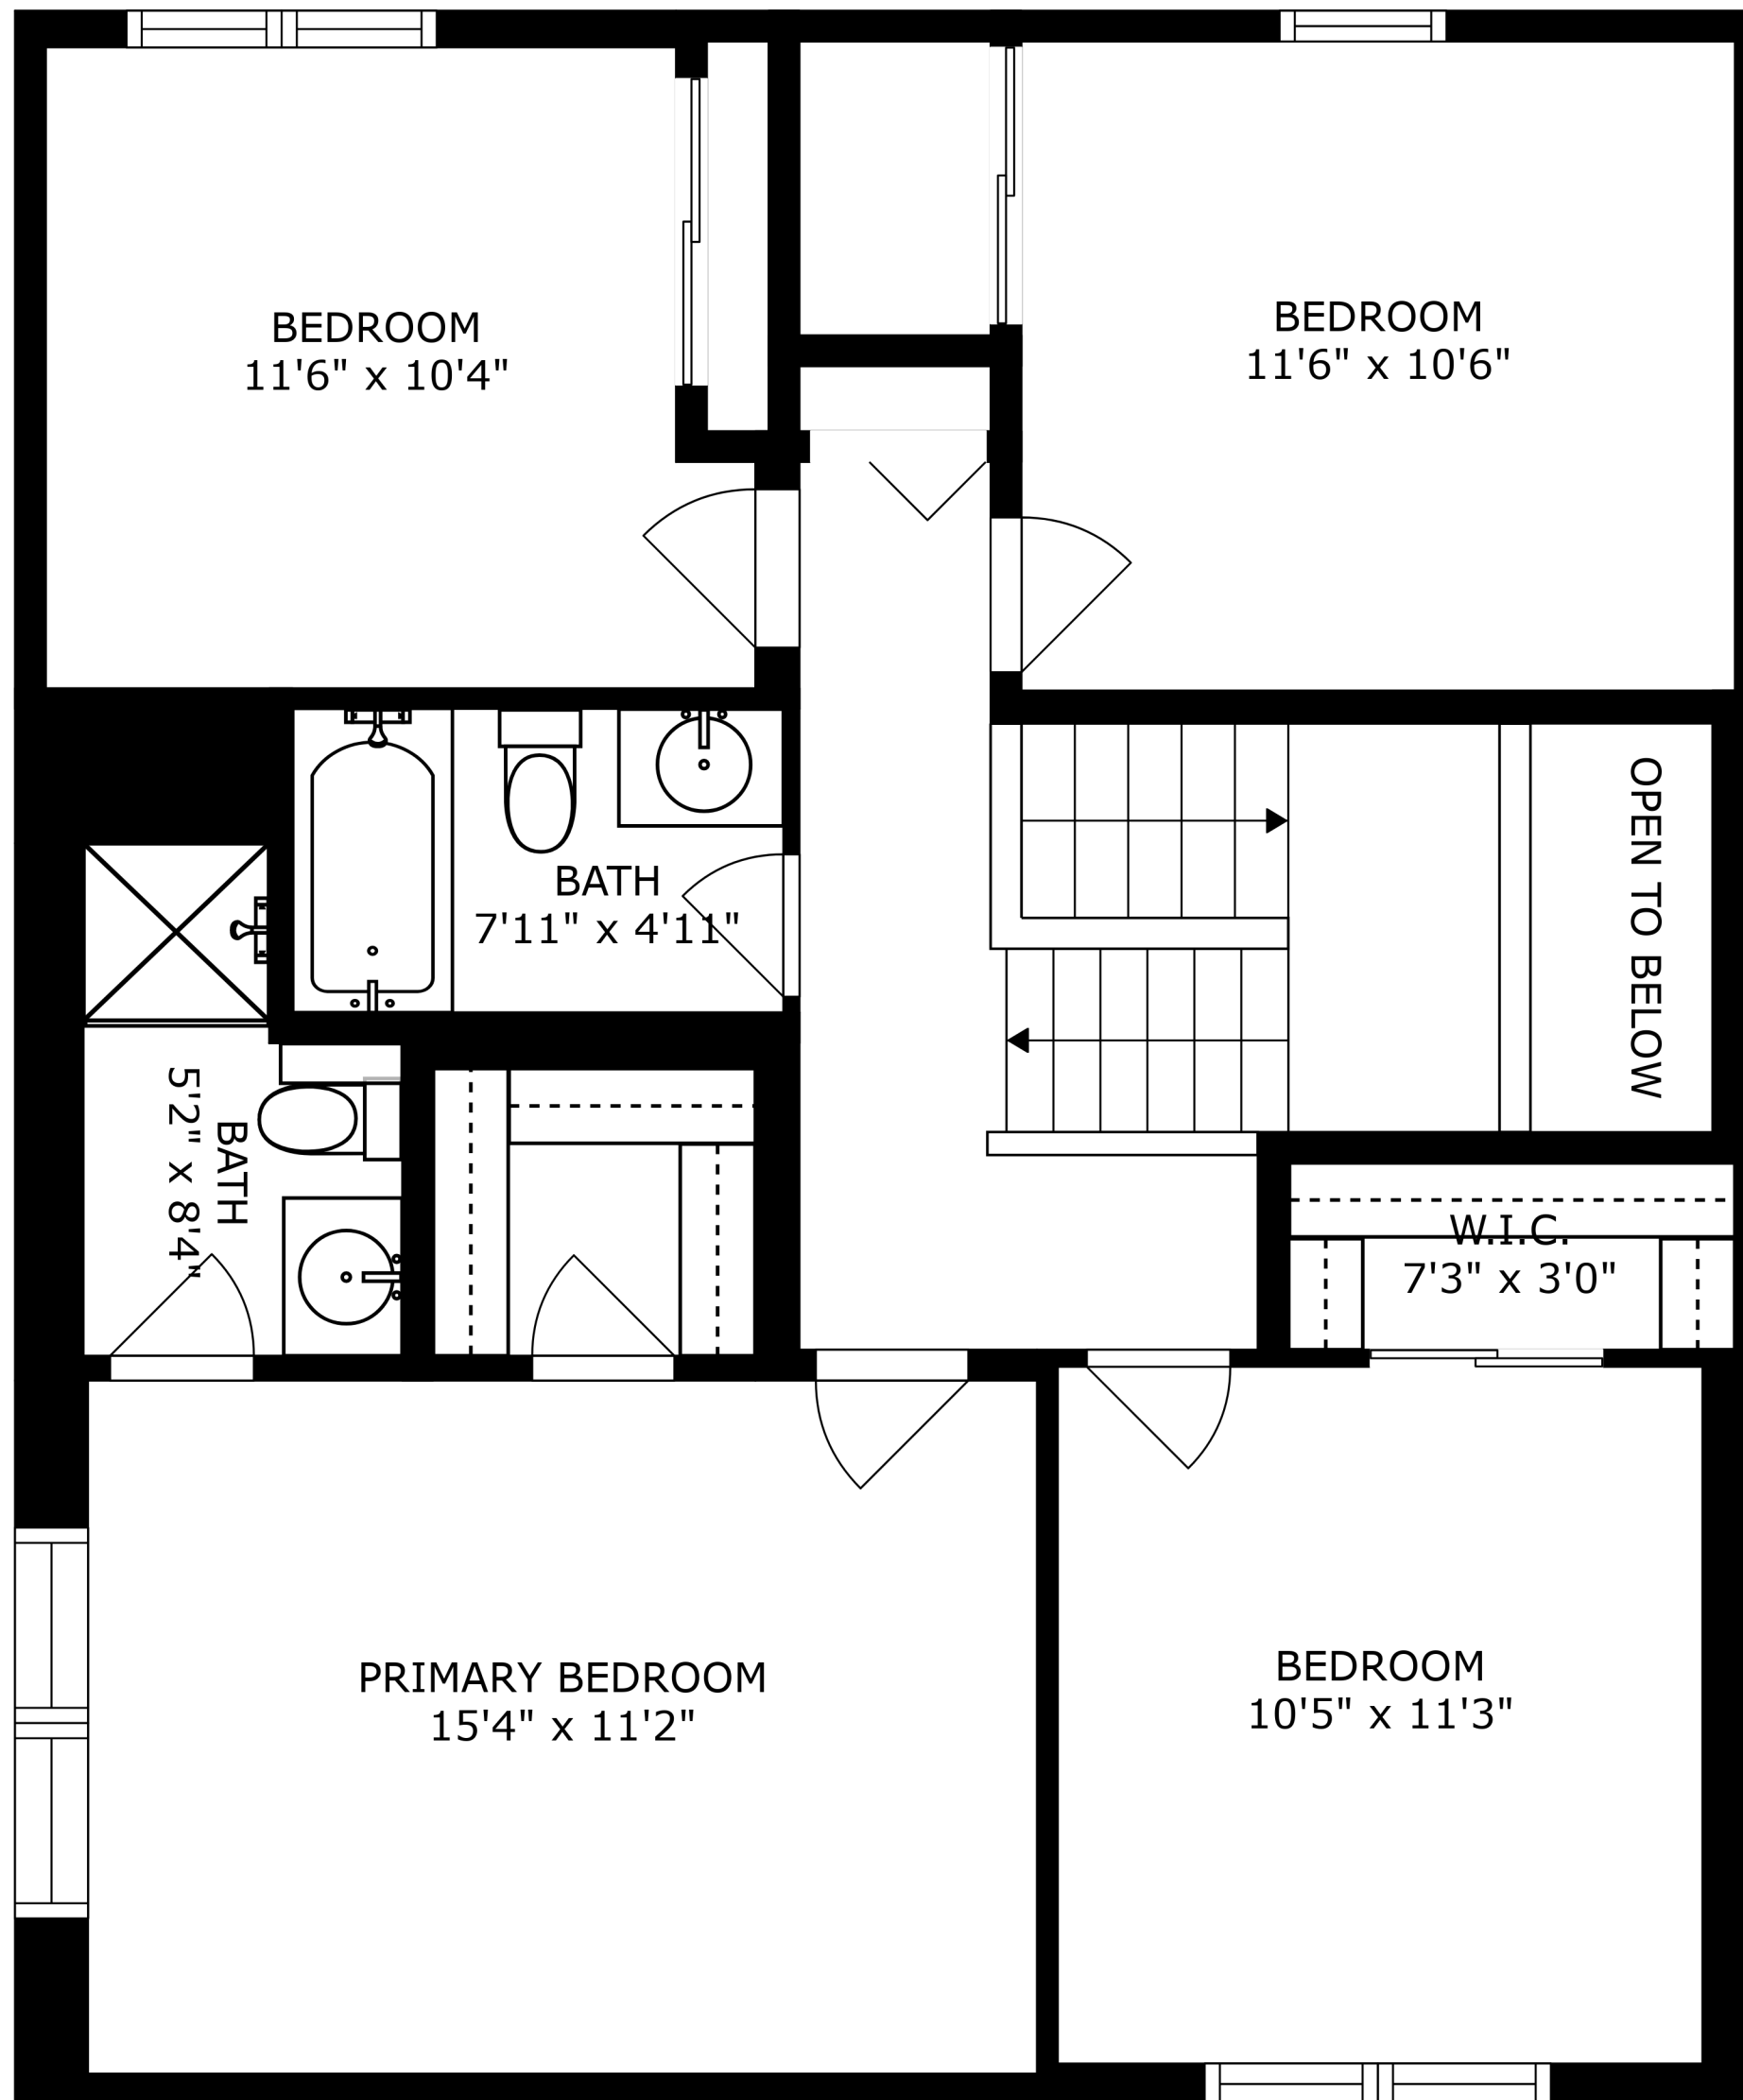 BEDROOM
11'6" x 10'4"
BEDROOM
11'6" x 10'6"
BATH
7'11" x 4'11"
OPEN TO BELOW
BATH
5'2" x 8'4"
W.I.C.
7'3" x 3'0"
PRIMARY BEDROOM
15'4" x 11'2"
BEDROOM
10'5" x 11'3"